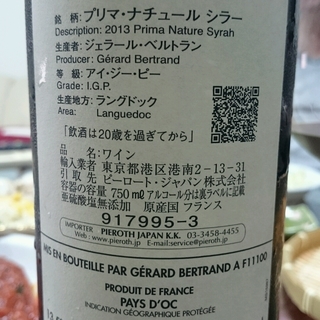 銘 柄：プリマ・ナチュール シラー
Description: 2013 Prima Nature Syrah
生産者：ジェラール・ベルトラン
Producer : Gérard Bertrand
等 級：アイ・ジー・ピー
Grade: I.G.P.
生産地方：ラングドック
Area: Languedoc
「飲酒は20歳を過ぎてから」
品 名：ワイン
輸入業者 東京都港区港南2-13-31
引 取 先 ピーロート・ジャパン株式会社
容器の容量 750㎖ アルコール分は裏ラベルに記載
亜硫酸塩無添加 原産国 フランス
917995-3
IMPORTER PIEROTH JAPAN K.K. 03-3458-4455
Web : www.pieroth.jp E-mail:service@pieroth.jp
MIS EN BOUTEILLE PAR GÉRARD BERTRAND A F11100
PRODUIT DE FRANCE
PAYS D'OC
INDICATION GÉOGRAPHIQUE PROTÉGÉE